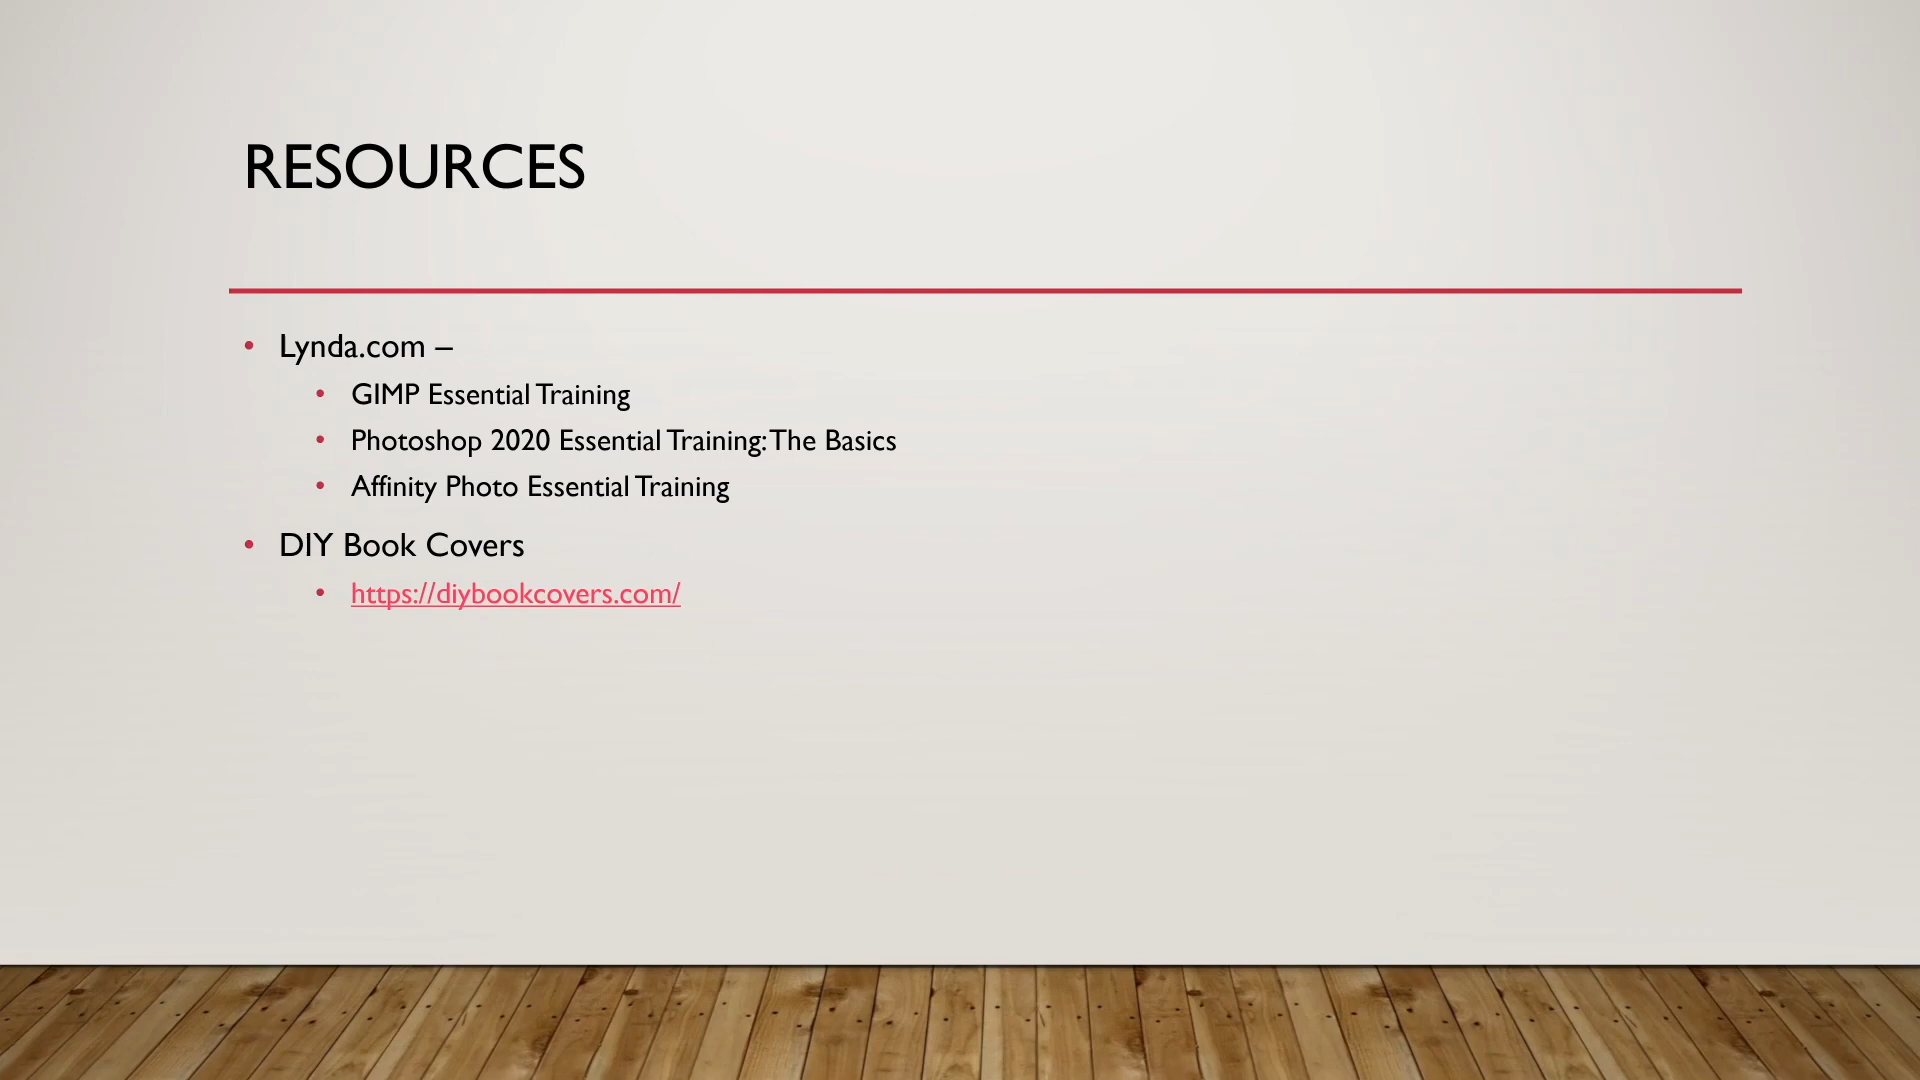 RESOURCES
• Lynda.com –
• GIMP Essential Training
• Photoshop 2020 Essential Training: The Basics
• Affinity Photo Essential Training
• DIY Book Covers
• https://diybookcovers.com/